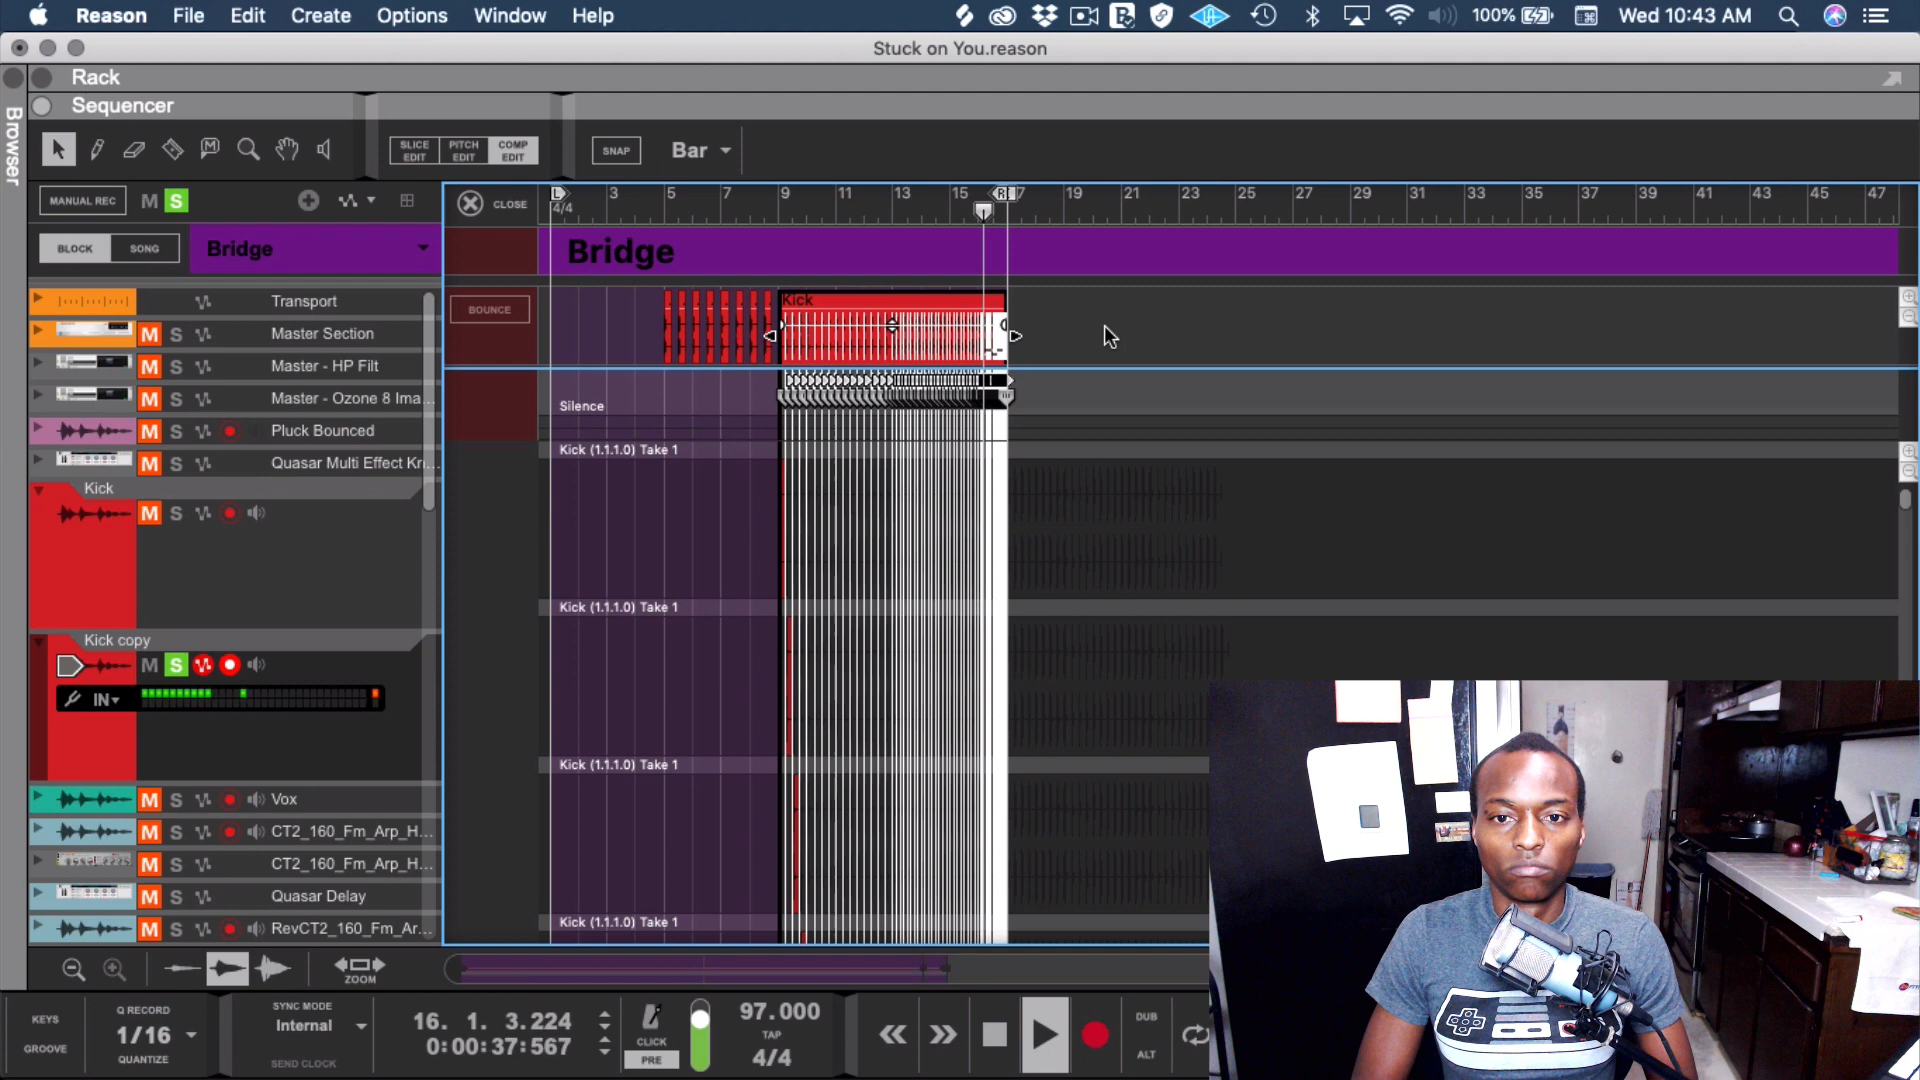 Reason File Edit Create Options Window Help 100% Wed 10:43 AM
Stuck on You.reason
Rack
Sequencer
Browser
SLICE EDIT PITCH EDIT COMP EDIT SNAP Bar
MANUAL REC M S CLOSE L 3 5 7 9 11 13 15 R 17 19 21 23 25 27 29 31 33 35 37 39 41 43 45 47
4/4
BLOCK SONG Bridge Bridge
Transport BOUNCE Kick
M S Master Section
Master - HP Filt
M Master - Ozone 8 Ima...
Silence
M S Pluck Bounced
M S Quasar Multi Effect Kri...
Kick (1.1.1.0) Take 1
Kick
M S
Kick (1.1.1.0) Take 1
Kick copy
M S
IN
Kick (1.1.1.0) Take 1
M S Vox
M S CT2_160_Fm_Arp_H...
M S CT2_160_Fm_Arp_H...
M S Quasar Delay
Kick (1.1.1.0) Take 1
M S RevCT2_160_Fm_Ar...
ZOOM
KEYS
GROOVE
Q RECORD
1/16
QUANTIZE
SYNC MODE
Internal
SEND CLOCK
16. 1. 3.224
0:00:37:567
CLICK
PRE
97.000
TAP
4/4
DUB
ALT